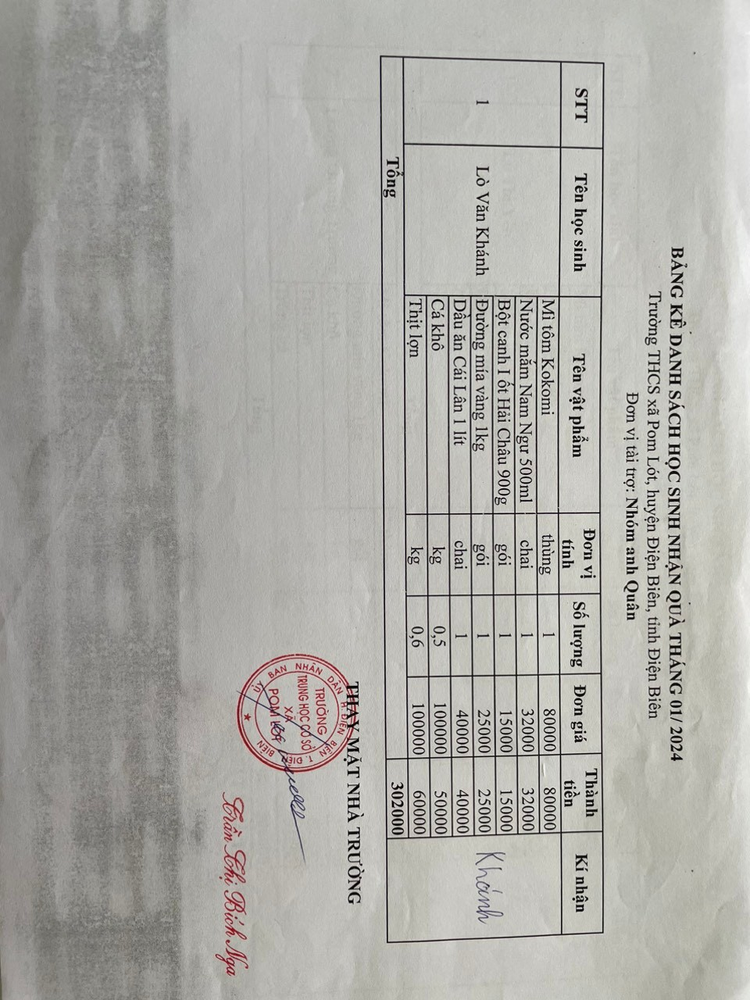 BẢNG KÊ DANH SÁCH HỌC SINH NHẬN QUÀ THÁNG 01/ 2024
Trường THCS xã Pom Lót, huyện Điện Biên, tỉnh Điện Biên
Đơn vị tài trợ: Nhóm anh Quân
STT Tên học sinh Tên vật phẩm Đơn vị tính Số lượng Đơn giá Thành tiền Kí nhận
Mì tôm Kokomi thùng 1 80000 80000
Nước mắm Nam Ngư 500ml chai 1 32000 32000
Bột canh I ốt Hải Châu 900g gói 1 15000 15000
1 Lò Văn Khánh Đường mía vàng 1kg gói 1 25000 25000 Khánh
Dầu ăn Cái Lân 1 lít chai 1 40000 40000
Cá khô kg 0,5 100000 50000
Thịt lợn kg 0,6 100000 60000
Tổng 302000
THAY MẶT NHÀ TRƯỜNG
ỦY BAN NHÂN DÂN H. ĐIỆN BIÊN T. ĐIỆN BIÊN
TRƯỜNG
TRUNG HỌC CƠ SỞ
XÃ
POM LÓT
Trần Thị Bích Nga